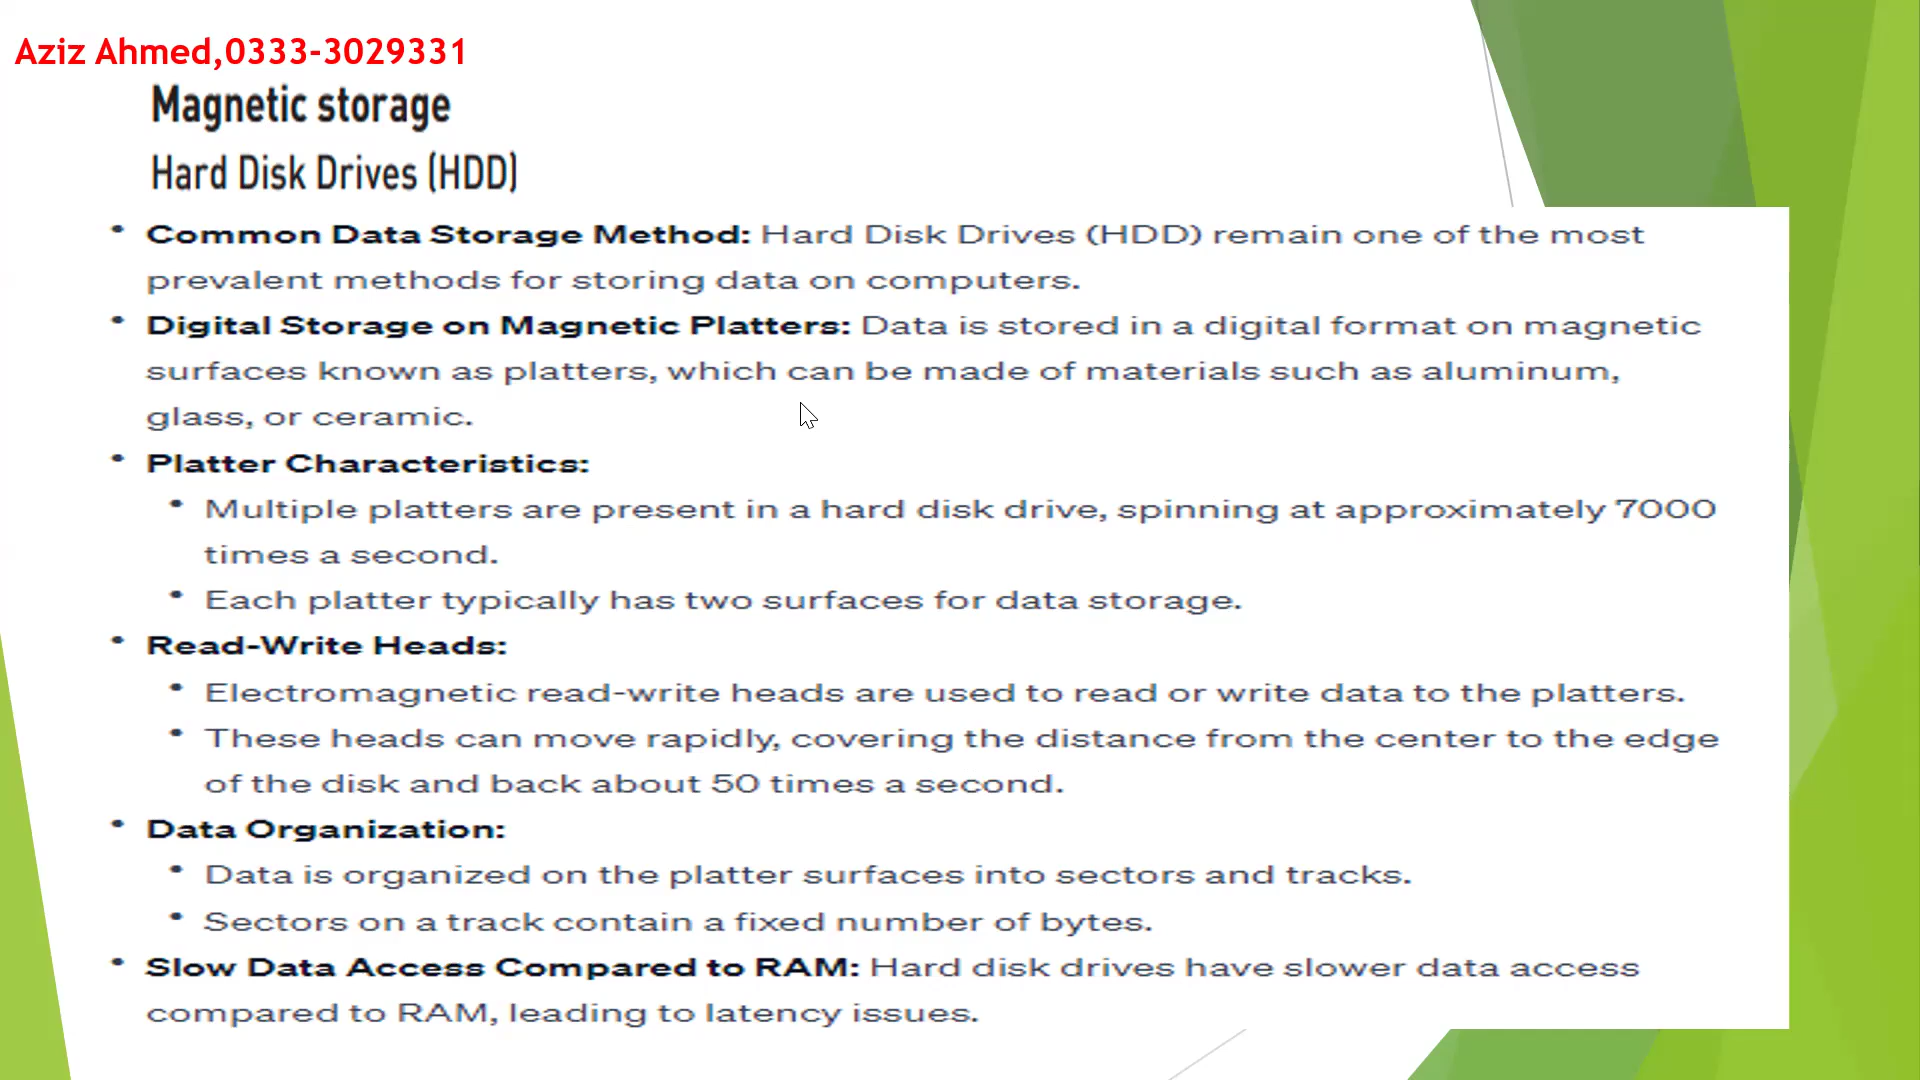 Aziz Ahmed,0333-3029331
Magnetic storage
Hard Disk Drives (HDD)
• Common Data Storage Method: Hard Disk Drives (HDD) remain one of the most
prevalent methods for storing data on computers.
• Digital Storage on Magnetic Platters: Data is stored in a digital format on magnetic
surfaces known as platters, which can be made of materials such as aluminum,
glass, or ceramic.
• Platter Characteristics:
• Multiple platters are present in a hard disk drive, spinning at approximately 7000
times a second.
• Each platter typically has two surfaces for data storage.
• Read-Write Heads:
• Electromagnetic read-write heads are used to read or write data to the platters.
• These heads can move rapidly, covering the distance from the center to the edge
of the disk and back about 50 times a second.
• Data Organization:
• Data is organized on the platter surfaces into sectors and tracks.
• Sectors on a track contain a fixed number of bytes.
• Slow Data Access Compared to RAM: Hard disk drives have slower data access
compared to RAM, leading to latency issues.